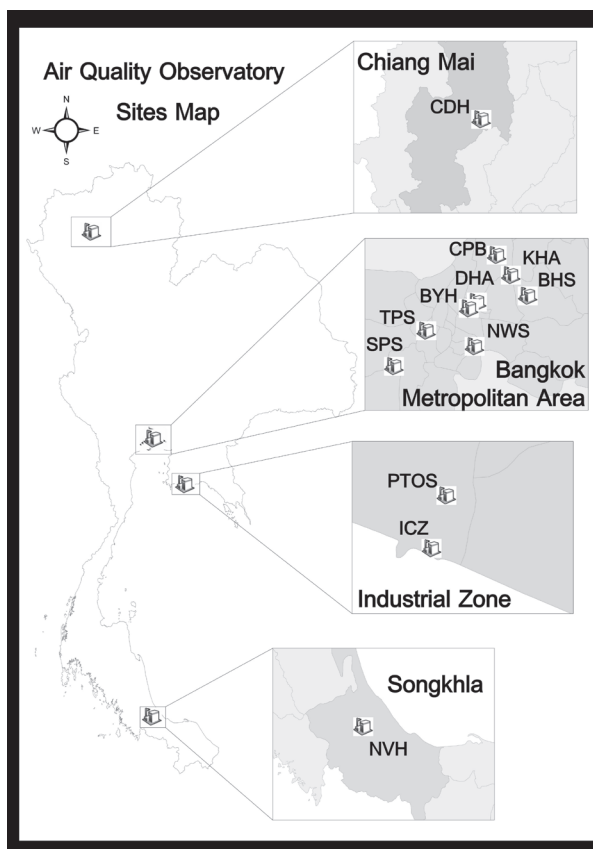 Air Quality Observatory
Sites Map
N
W E
S
Chiang Mai
CDH
CPB
KHA
DHA
BHS
BYH
TPS
NWS
SPS
Bangkok
Metropolitan Area
PTOS
ICZ
Industrial Zone
Songkhla
NVH